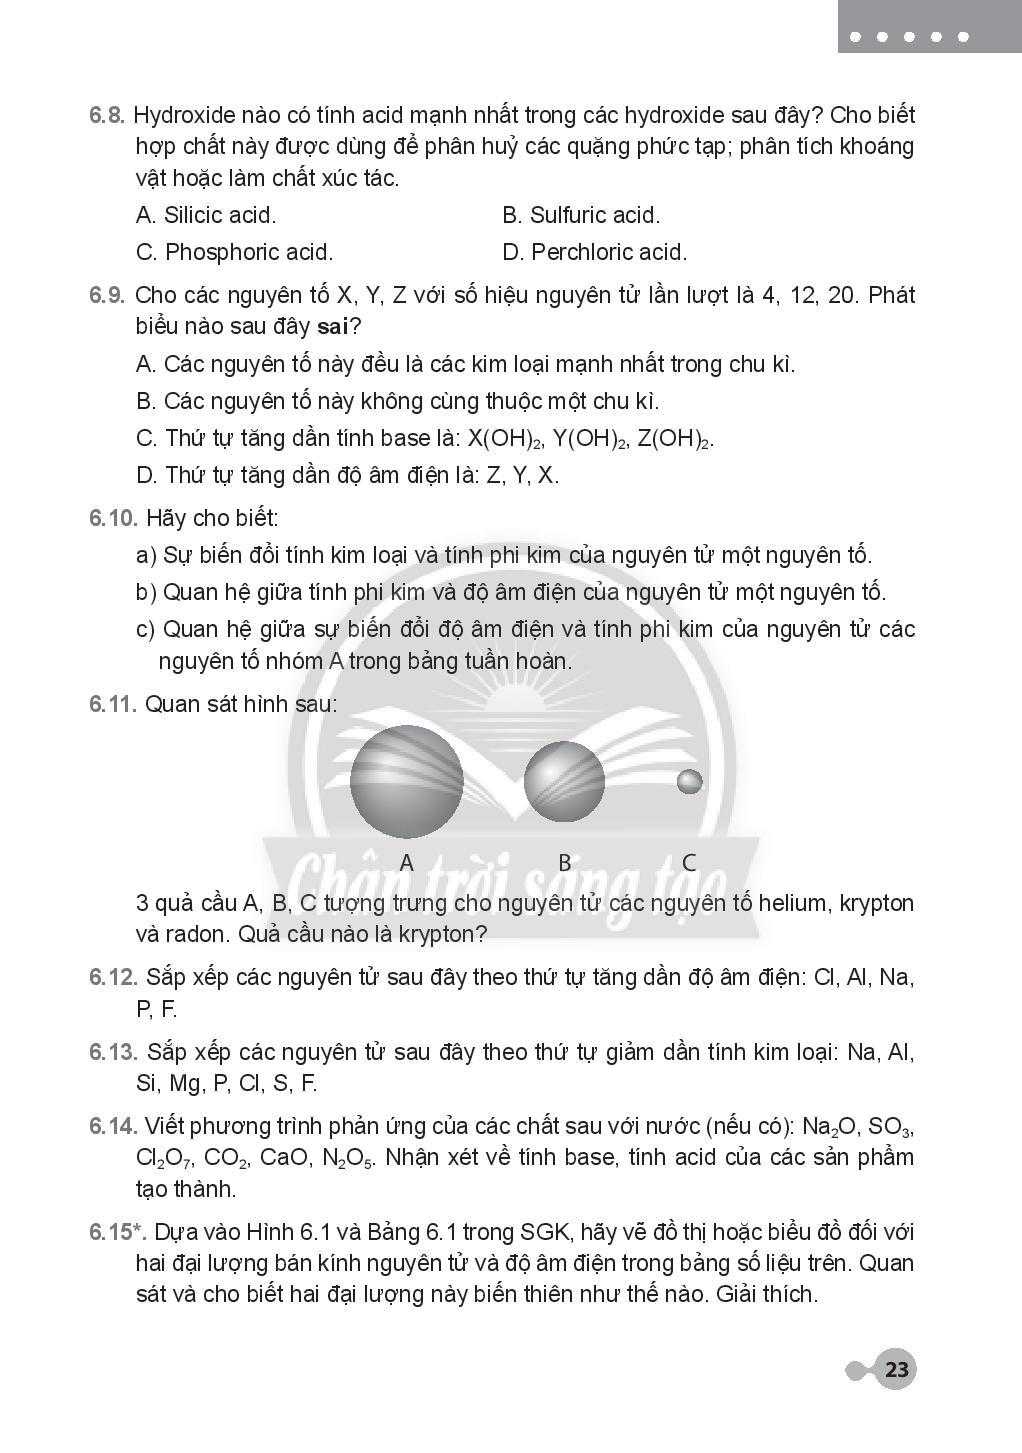 6.8. Hydroxide nào có tính acid mạnh nhất trong các hydroxide sau đây? Cho biết
hợp chất này được dùng để phân huỷ các quặng phức tạp; phân tích khoáng
vật hoặc làm chất xúc tác.
A. Silicic acid. B. Sulfuric acid.
C. Phosphoric acid. D. Perchloric acid.
6.9. Cho các nguyên tố X, Y, Z với số hiệu nguyên tử lần lượt là 4, 12, 20. Phát
biểu nào sau đây sai?
A. Các nguyên tố này đều là các kim loại mạnh nhất trong chu kì.
B. Các nguyên tố này không cùng thuộc một chu kì.
C. Thứ tự tăng dần tính base là: X(OH)₂, Y(OH)₂, Z(OH)₂.
D. Thứ tự tăng dần độ âm điện là: Z, Y, X.
6.10. Hãy cho biết:
a) Sự biến đổi tính kim loại và tính phi kim của nguyên tử một nguyên tố.
b) Quan hệ giữa tính phi kim và độ âm điện của nguyên tử một nguyên tố.
c) Quan hệ giữa sự biến đổi độ âm điện và tính phi kim của nguyên tử các
nguyên tố nhóm A trong bảng tuần hoàn.
6.11. Quan sát hình sau:
A B C
Chân trời sáng tạo
3 quả cầu A, B, C tượng trưng cho nguyên tử các nguyên tố helium, krypton
và radon. Quả cầu nào là krypton?
6.12. Sắp xếp các nguyên tử sau đây theo thứ tự tăng dần độ âm điện: Cl, Al, Na,
P, F.
6.13. Sắp xếp các nguyên tử sau đây theo thứ tự giảm dần tính kim loại: Na, Al,
Si, Mg, P, Cl, S, F.
6.14. Viết phương trình phản ứng của các chất sau với nước (nếu có): Na₂O, SO₃,
Cl₂O₇, CO₂, CaO, N₂O₅. Nhận xét về tính base, tính acid của các sản phẩm
tạo thành.
6.15*. Dựa vào Hình 6.1 và Bảng 6.1 trong SGK, hãy vẽ đồ thị hoặc biểu đồ đối với
hai đại lượng bán kính nguyên tử và độ âm điện trong bảng số liệu trên. Quan
sát và cho biết hai đại lượng này biến thiên như thế nào. Giải thích.
23